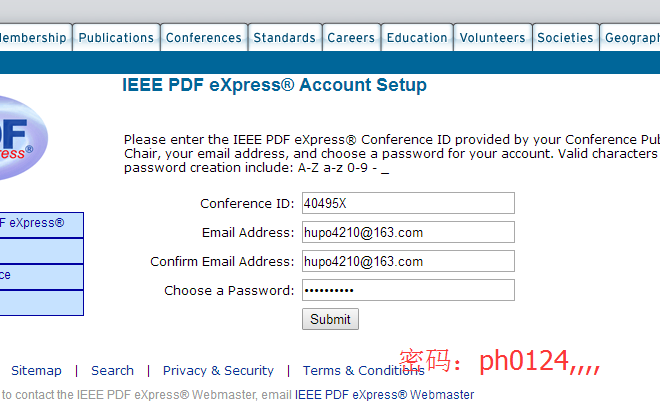 Membership Publications Conferences Standards Careers Education Volunteers Societies Geograph
IEEE PDF eXpress® Account Setup
DF
press®
Please enter the IEEE PDF eXpress® Conference ID provided by your Conference Pub
Chair, your email address, and choose a password for your account. Valid characters
password creation include: A-Z a-z 0-9 - _
DF eXpress®
ce
Conference ID: 40495X
Email Address: hupo4210@163.com
Confirm Email Address: hupo4210@163.com
Choose a Password: ••••••••••
Submit
密码：ph0124,,,,
Sitemap | Search | Privacy & Security | Terms & Conditions
to contact the IEEE PDF eXpress® Webmaster, email IEEE PDF eXpress® Webmaster